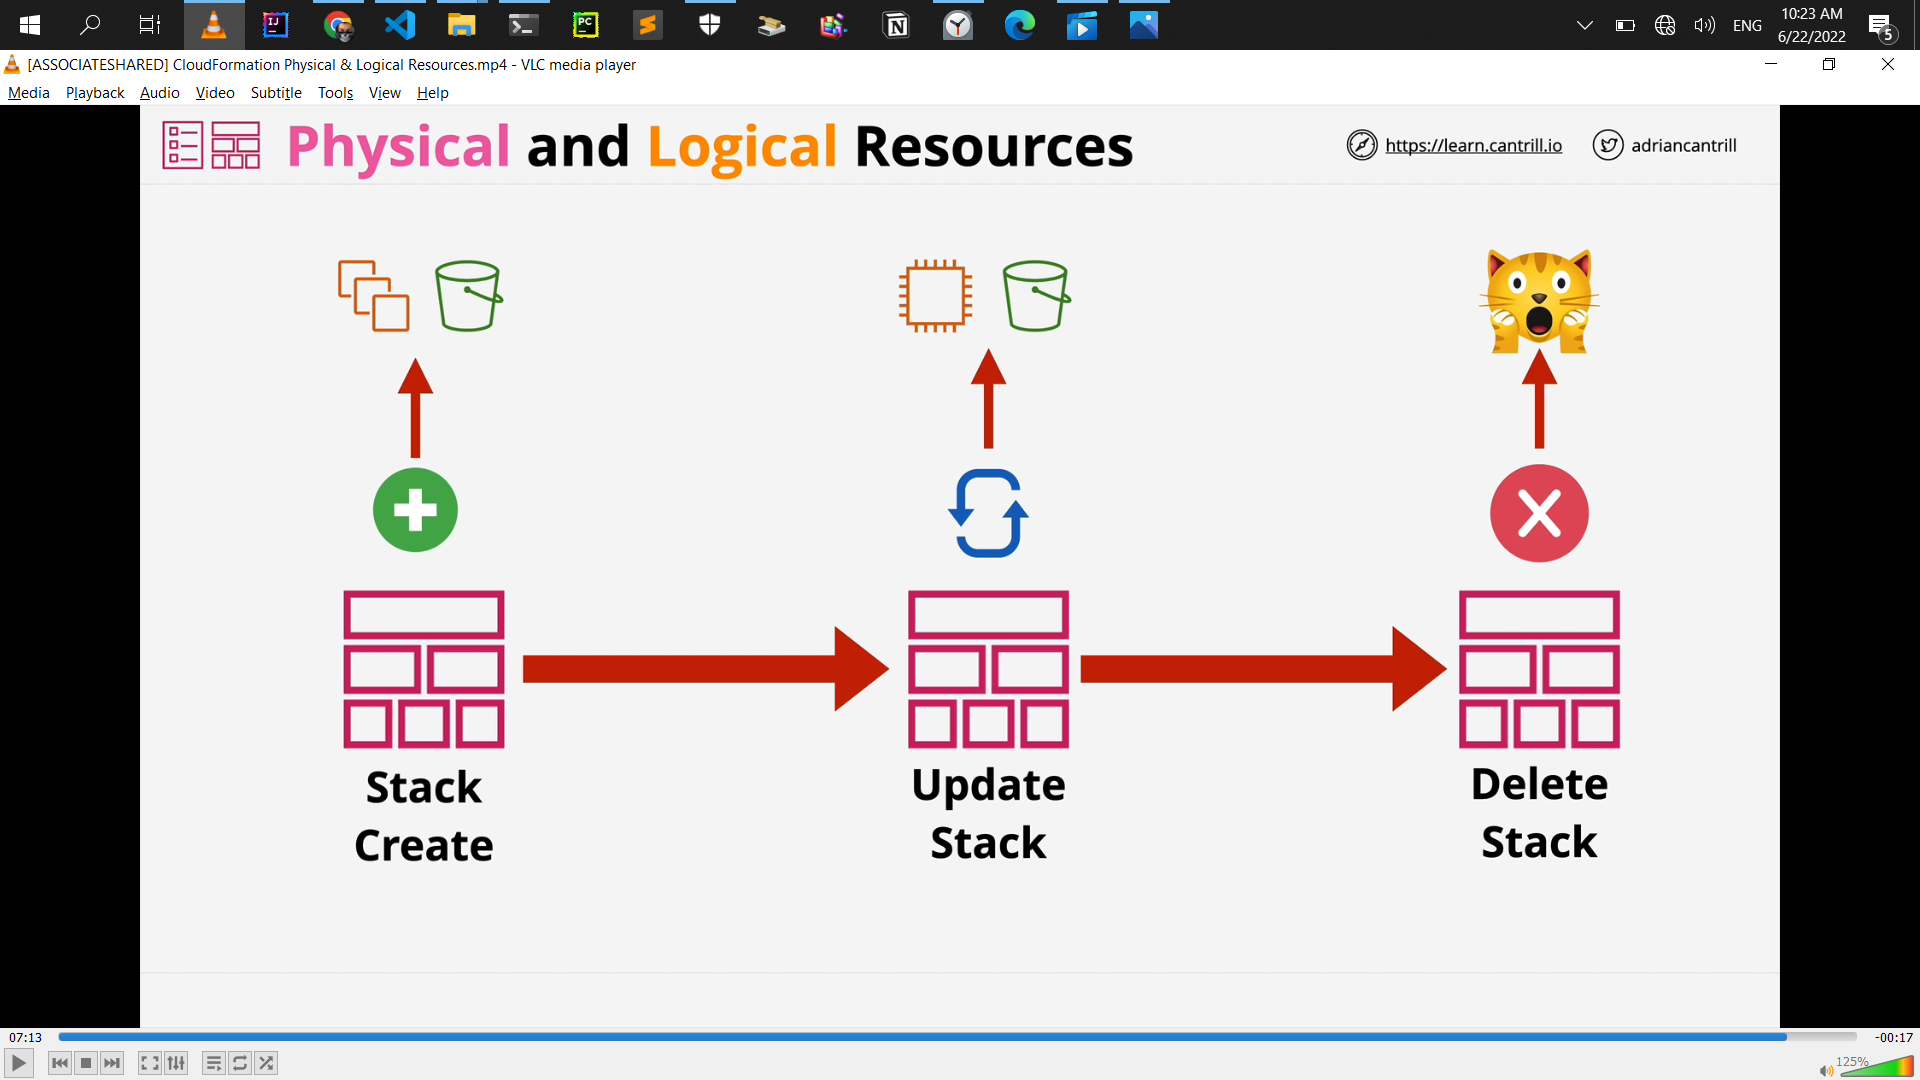 10:23 AM
ENG
6/22/2022
5
IJ
PC
[ASSOCIATESHARED] CloudFormation Physical & Logical Resources.mp4 - VLC media player
Media Playback Audio Video Subtitle Tools View Help
Physical and Logical Resources
https://learn.cantrill.io
adriancantrill
Stack
Create
Update
Stack
Delete
Stack
07:13
-00:17
125%